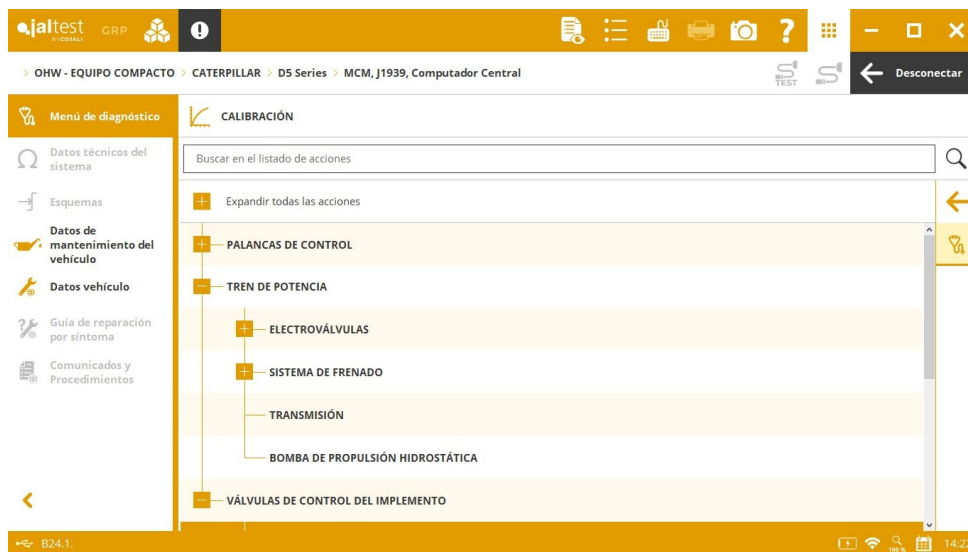 jaltest GRP
BY COJALI
> OHW - EQUIPO COMPACTO > CATERPILLAR > D5 Series > MCM, J1939, Computador Central
TEST
Desconectar
Menú de diagnóstico
CALIBRACIÓN
Datos técnicos del
sistema
Buscar en el listado de acciones
Esquemas
Expandir todas las acciones
Datos de
mantenimiento del
vehículo
PALANCAS DE CONTROL
Datos vehículo
TREN DE POTENCIA
Guía de reparación
por síntoma
ELECTROVÁLVULAS
Comunicados y
Procedimientos
SISTEMA DE FRENADO
TRANSMISIÓN
BOMBA DE PROPULSIÓN HIDROSTÁTICA
VÁLVULAS DE CONTROL DEL IMPLEMENTO
B24.1.
100 %